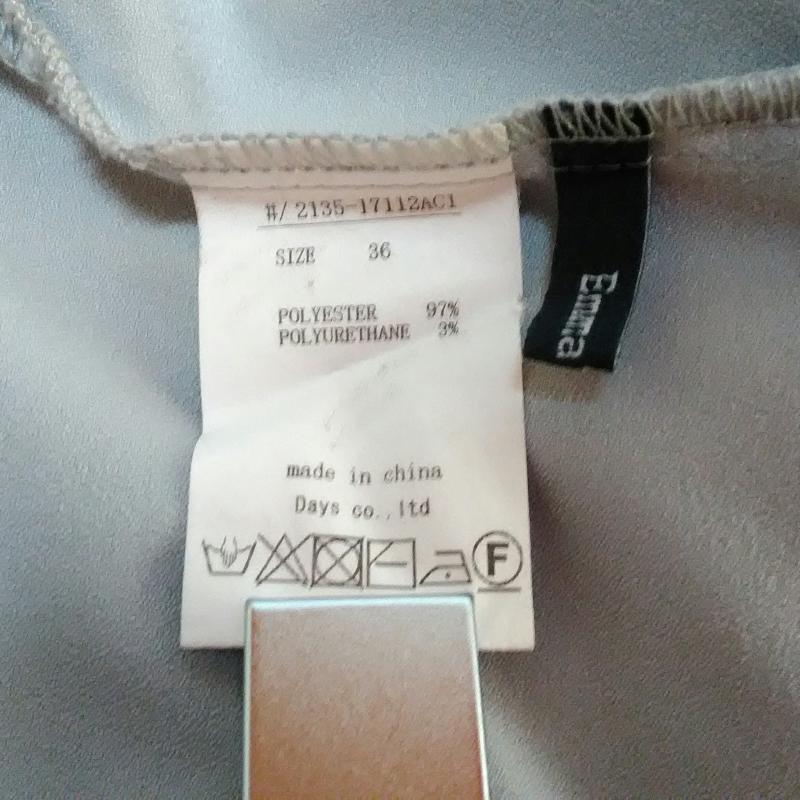 #/2135-17112AC1
SIZE 36
POLYESTER 97%
POLYURETHANE 3%
made in china
Days co.,ltd
F
Emma